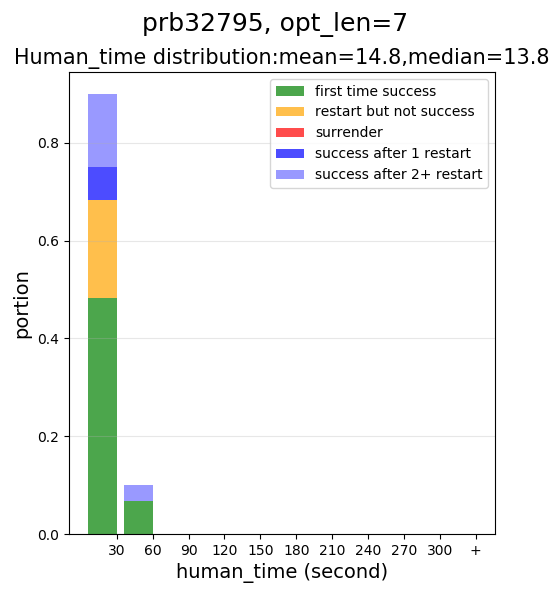 prb32795, opt_len=7
Human_time distribution:mean=14.8,median=13.8
first time success
restart but not success
surrender
success after 1 restart
success after 2+ restart
portion
0.8
0.6
0.4
0.2
0.0
30 60 90 120 150 180 210 240 270 300 +
human_time (second)